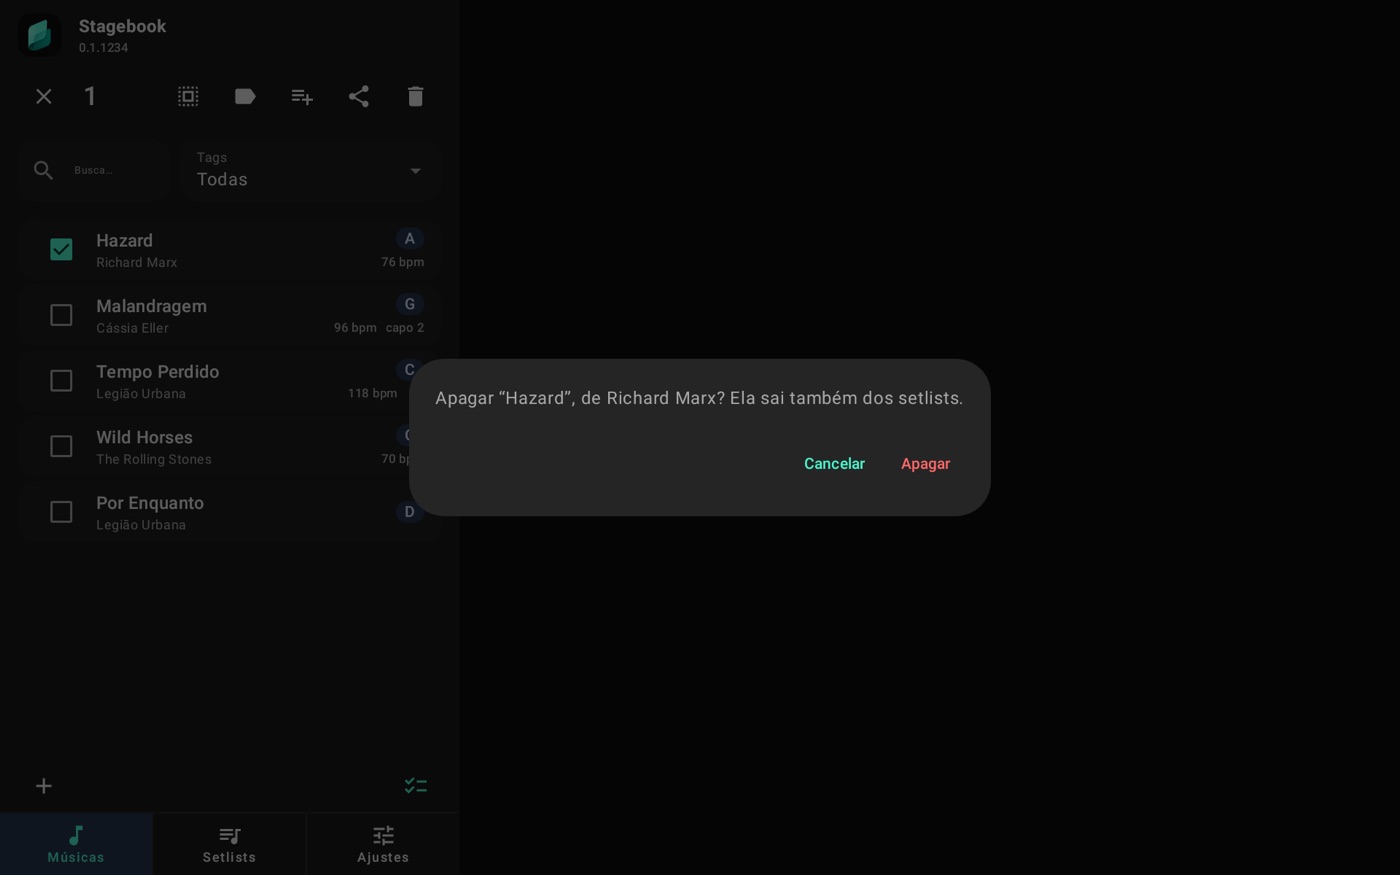 Stagebook
0.1.1234
1
Busca...
Tags
Todas
Hazard
A
Richard Marx
76 bpm
Malandragem
G
Cássia Eller
96 bpm capo 2
Tempo Perdido
C
Legião Urbana
118 bpm
Wild Horses
The Rolling Stones
70
Por Enquanto
D
Legião Urbana
Apagar “Hazard”, de Richard Marx? Ela sai também dos setlists.
Cancelar
Apagar
Músicas
Setlists
Ajustes